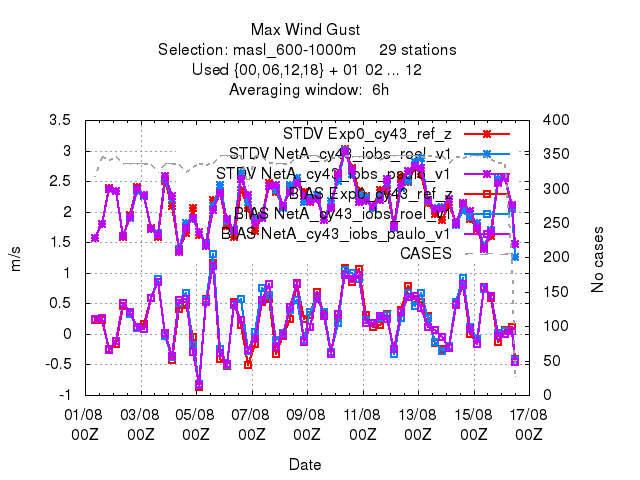 Max Wind Gust
Selection: masl_600-1000m 29 stations
Used {00,06,12,18} + 01 02 ... 12
Averaging window: 6h
3.5
3
2.5
2
1.5
1
0.5
0
-0.5
-1
m/s
400
350
300
250
200
150
100
50
0
No cases
STDV Exp0_cy43_ref_z
STDV NetA_cy43_iobs_roel_v1
STDV NetA_cy43_iobs_paulo_v1
BIAS Exp0_cy43_ref_z
BIAS NetA_cy43_iobs_roel_v1
BIAS NetA_cy43_iobs_paulo_v1
CASES
01/08 03/08 05/08 07/08 09/08 11/08 13/08 15/08 17/08
00Z 00Z 00Z 00Z 00Z 00Z 00Z 00Z 00Z
Date